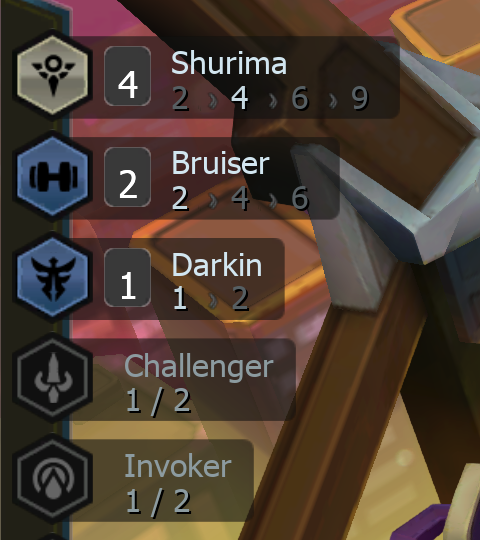 4 Shurima
2 › 4 › 6 › 9
2 Bruiser
2 › 4 › 6
1 Darkin
1 › 2
Challenger
1 / 2
Invoker
1 / 2